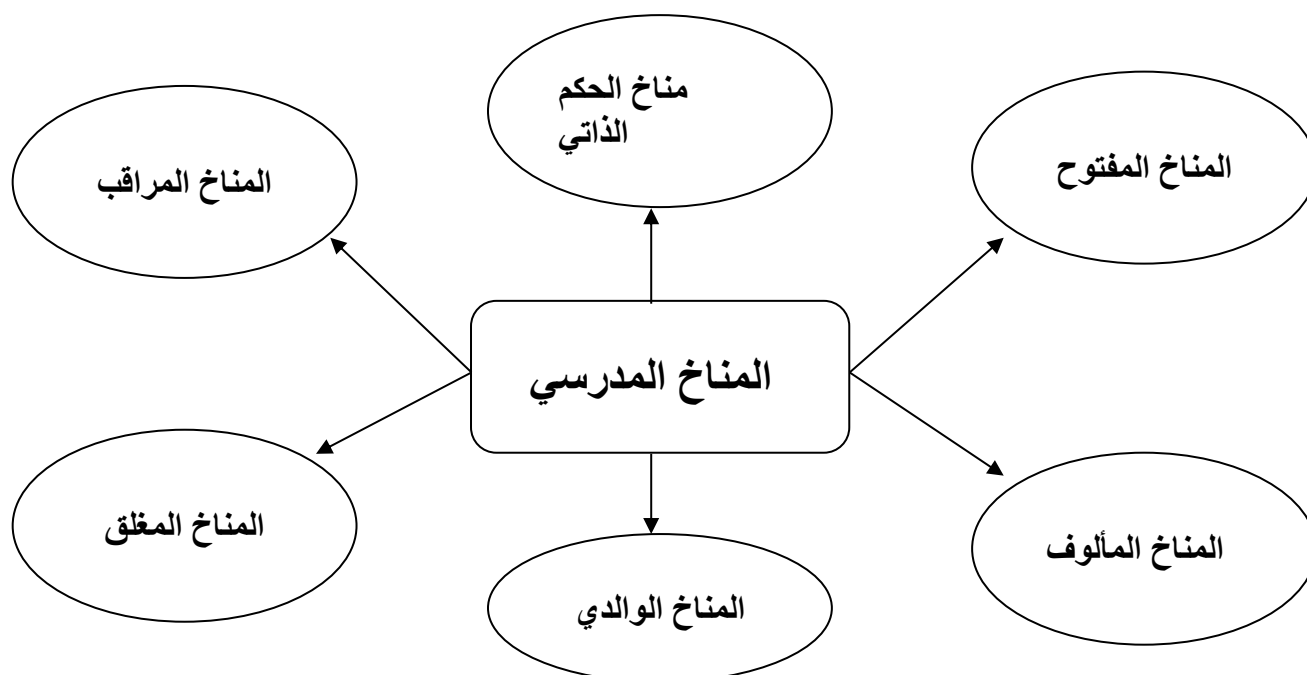 مناخ الحكم
الذاتي
المناخ المفتوح
المناخ المراقب
المناخ المدرسي
المناخ المألوف
المناخ المغلق
المناخ الوالدي